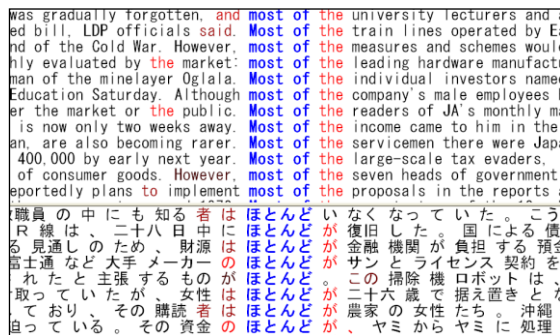 was gradually forgotten, and most of the university lecturers and
ed bill, LDP officials said. Most of the train lines operated by
nd of the Cold War. However, most of the measures and schemes
hly evaluated by the market: Most of the leading hardware
man of the minelayer Oglala. Most of the individual investors
Education Saturday. Although most of the company's male employees
er the market or the public. Most of the readers of JA's monthly
is now only two weeks away. Most of the income came to him in the
an, are also becoming rarer. Most of the servicemen there were
400,000 by early next year. Most of the large-scale tax evaders,
of consumer goods. However, most of the seven heads of government
eportedly plans to implement most of the proposals in the reports
職員 の 中 に も 知る 者 は ほとんど い なく なっ て い た 。 こう
R 線 は 、 二十八 日 中 に ほとんど が 復旧 し た 。 国 による 債
る 見通し の ため 、 財源 は ほとんど が 金融 機関 が 負担 する 預金
富士通 など 大手 メーカー の ほとんど が サン と ライセンス 契約 を
れ た と 主張 する もの が ほとんど 。 この 掃除 機 ロボット は 、
取っ て い た が 、 女性 は ほとんど が 二十六 歳 で 据え置き と
て おり 、 その 購読 者 は ほとんど が 農家 の 女性 たち 。 沖縄
迫っ て いる 。 その 資金 の ほとんど が 、 ヤミ から ヤミ に 処理